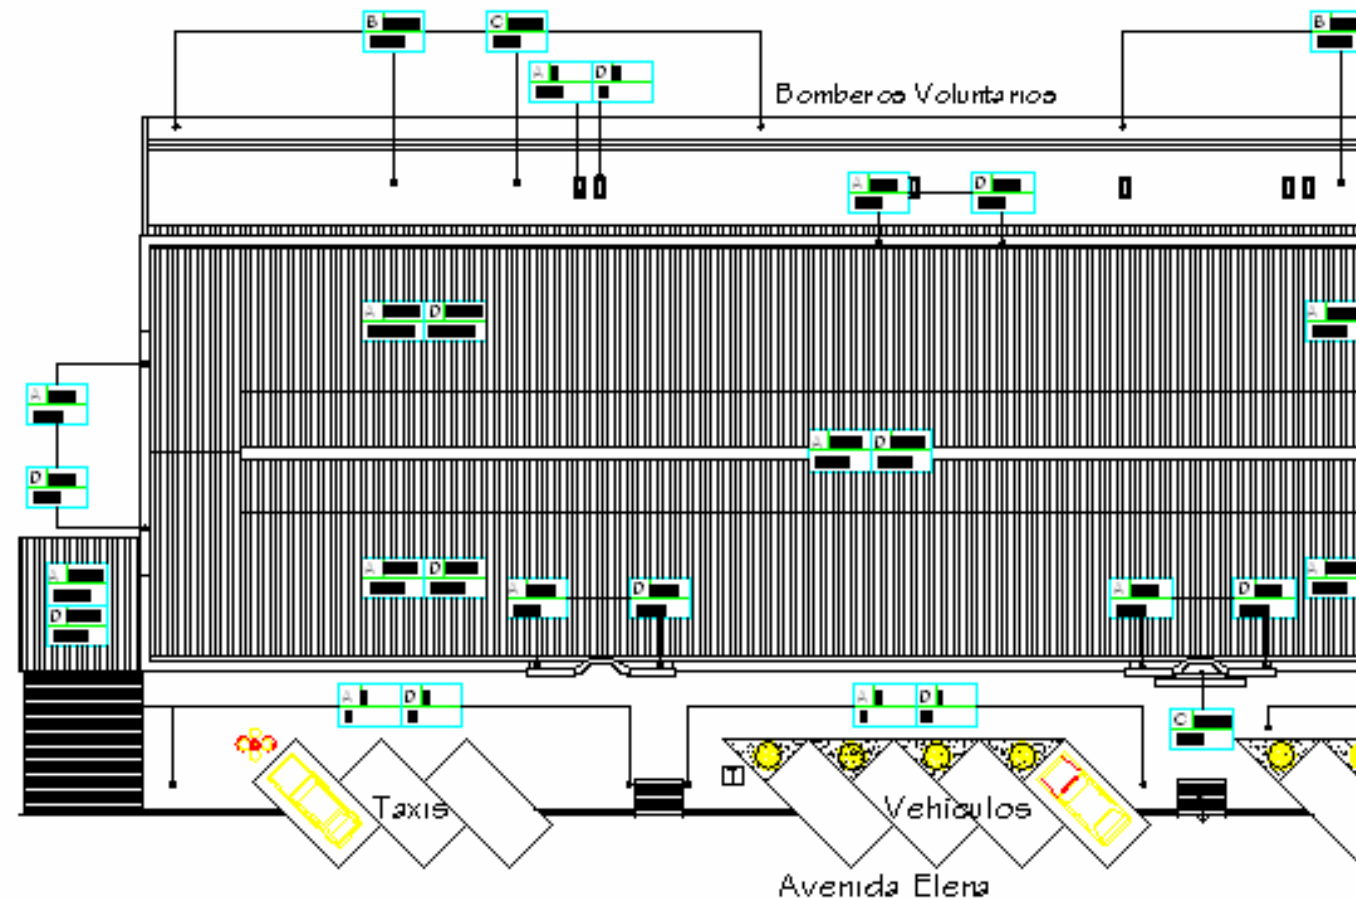 B C B
A D
Bomberos Voluntarios
A D
A D A
A
A D
D
A D A
A D A D
A
D
A D A D
C
T
Taxis Vehiculos
Avenida Elena